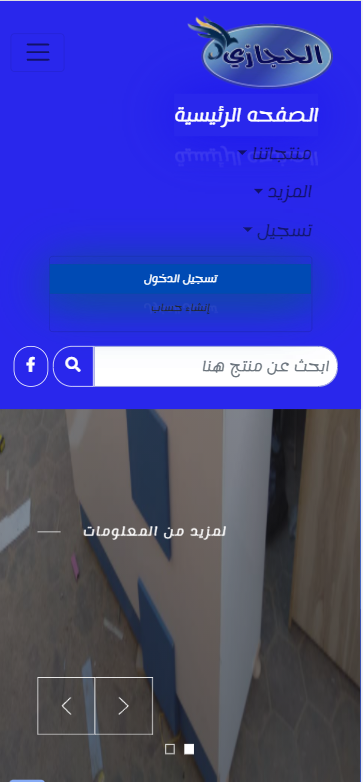 الحجازي
الصفحه الرئيسية
منتجاتنا
المزيد
تسجيل
تسجيل الدخول
إنشاء حساب
ابحث عن منتج هنا
لمزيد من المعلومات